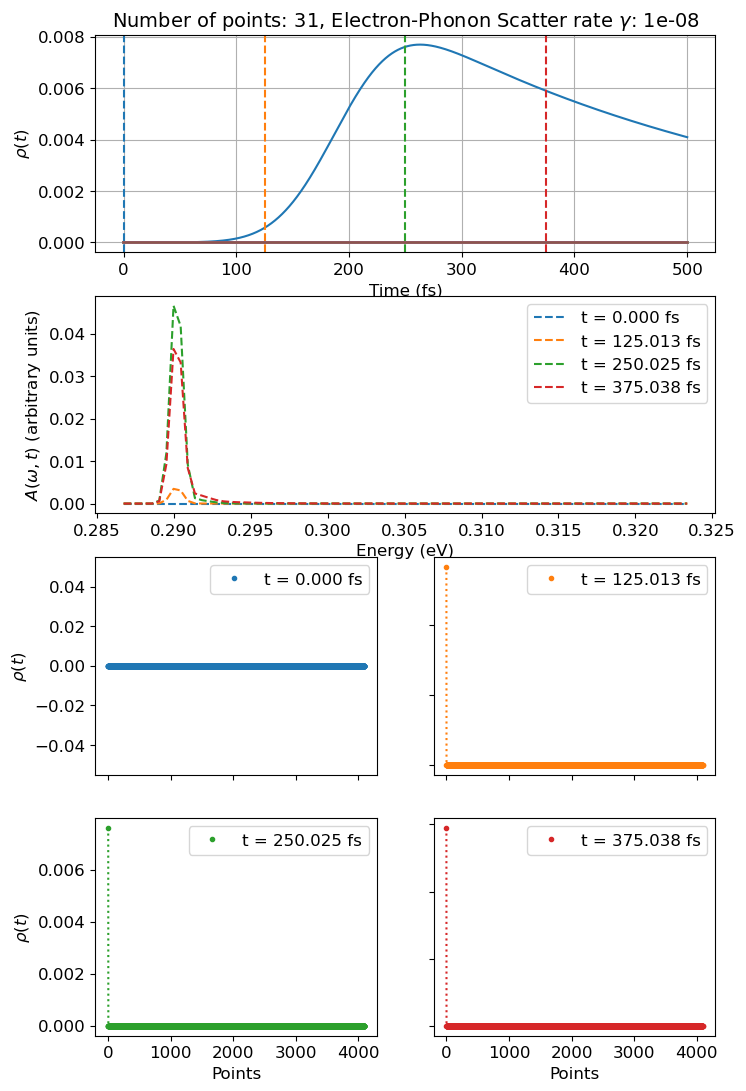 Number of points: 31, Electron-Phonon Scatter rate γ: 1e-08
0.008
0.006
0.004
0.002
0.000
ρ(t)
0 100 200 300 400 500
Time (fs)
0.04
0.03
0.02
0.01
0.00
A(ω, t) (arbitrary units)
t = 0.000 fs
t = 125.013 fs
t = 250.025 fs
t = 375.038 fs
0.285 0.290 0.295 0.300 0.305 0.310 0.315 0.320 0.325
Energy (eV)
0.04
0.02
0.00
−0.02
−0.04
ρ(t)
t = 0.000 fs
t = 125.013 fs
0.006
0.004
0.002
0.000
ρ(t)
t = 250.025 fs
0 1000 2000 3000 4000
Points
t = 375.038 fs
0 1000 2000 3000 4000
Points